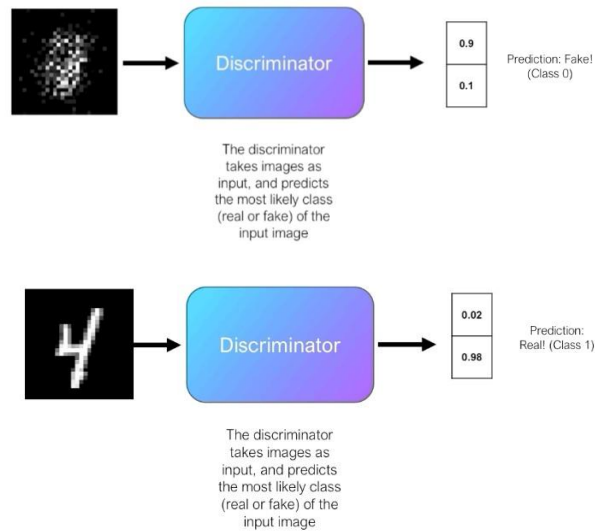 Discriminator
0.9
0.1
Prediction: Fake!
(Class 0)
The discriminator
takes images as
input, and predicts
the most likely class
(real or fake) of the
input image
Discriminator
0.02
0.98
Prediction:
Real! (Class 1)
The discriminator
takes images as
input, and predicts
the most likely class
(real or fake) of the
input image